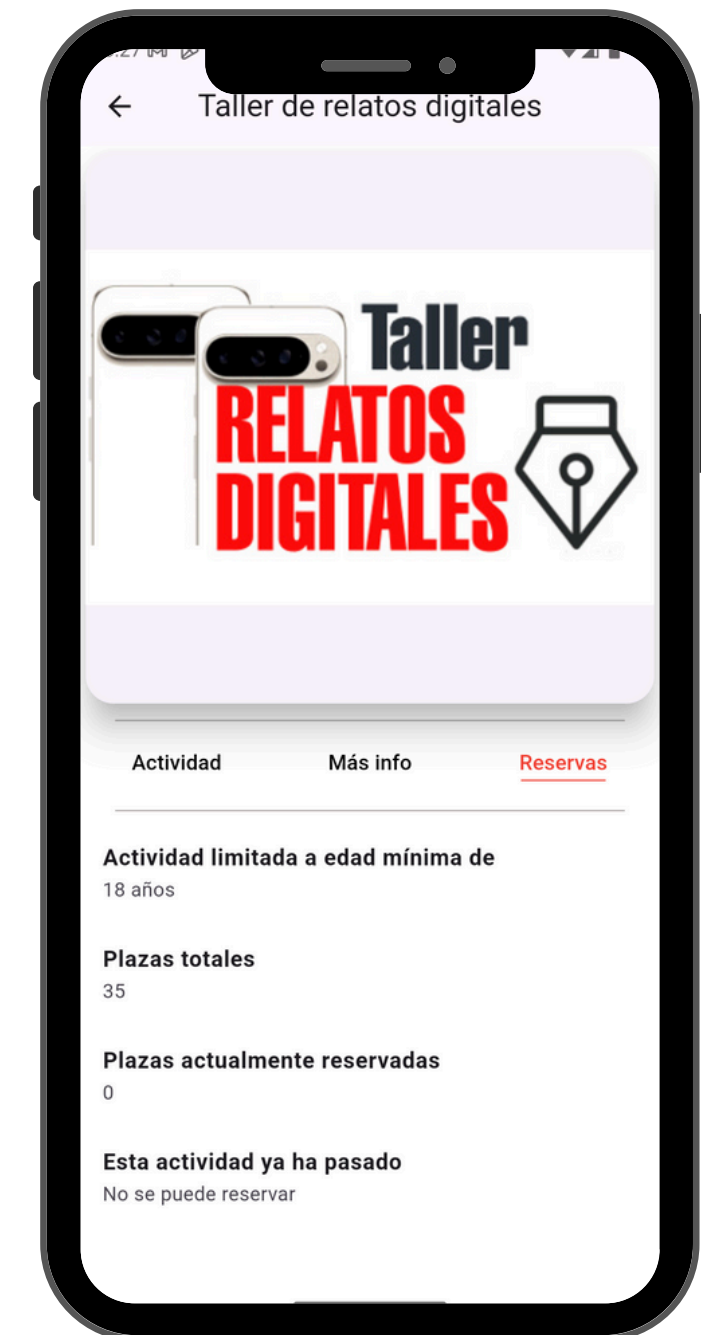 Taller de relatos digitales
Taller
RELATOS
DIGITALES
Actividad
Más info
Reservas
Actividad limitada a edad mínima de
18 años
Plazas totales
35
Plazas actualmente reservadas
0
Esta actividad ya ha pasado
No se puede reservar